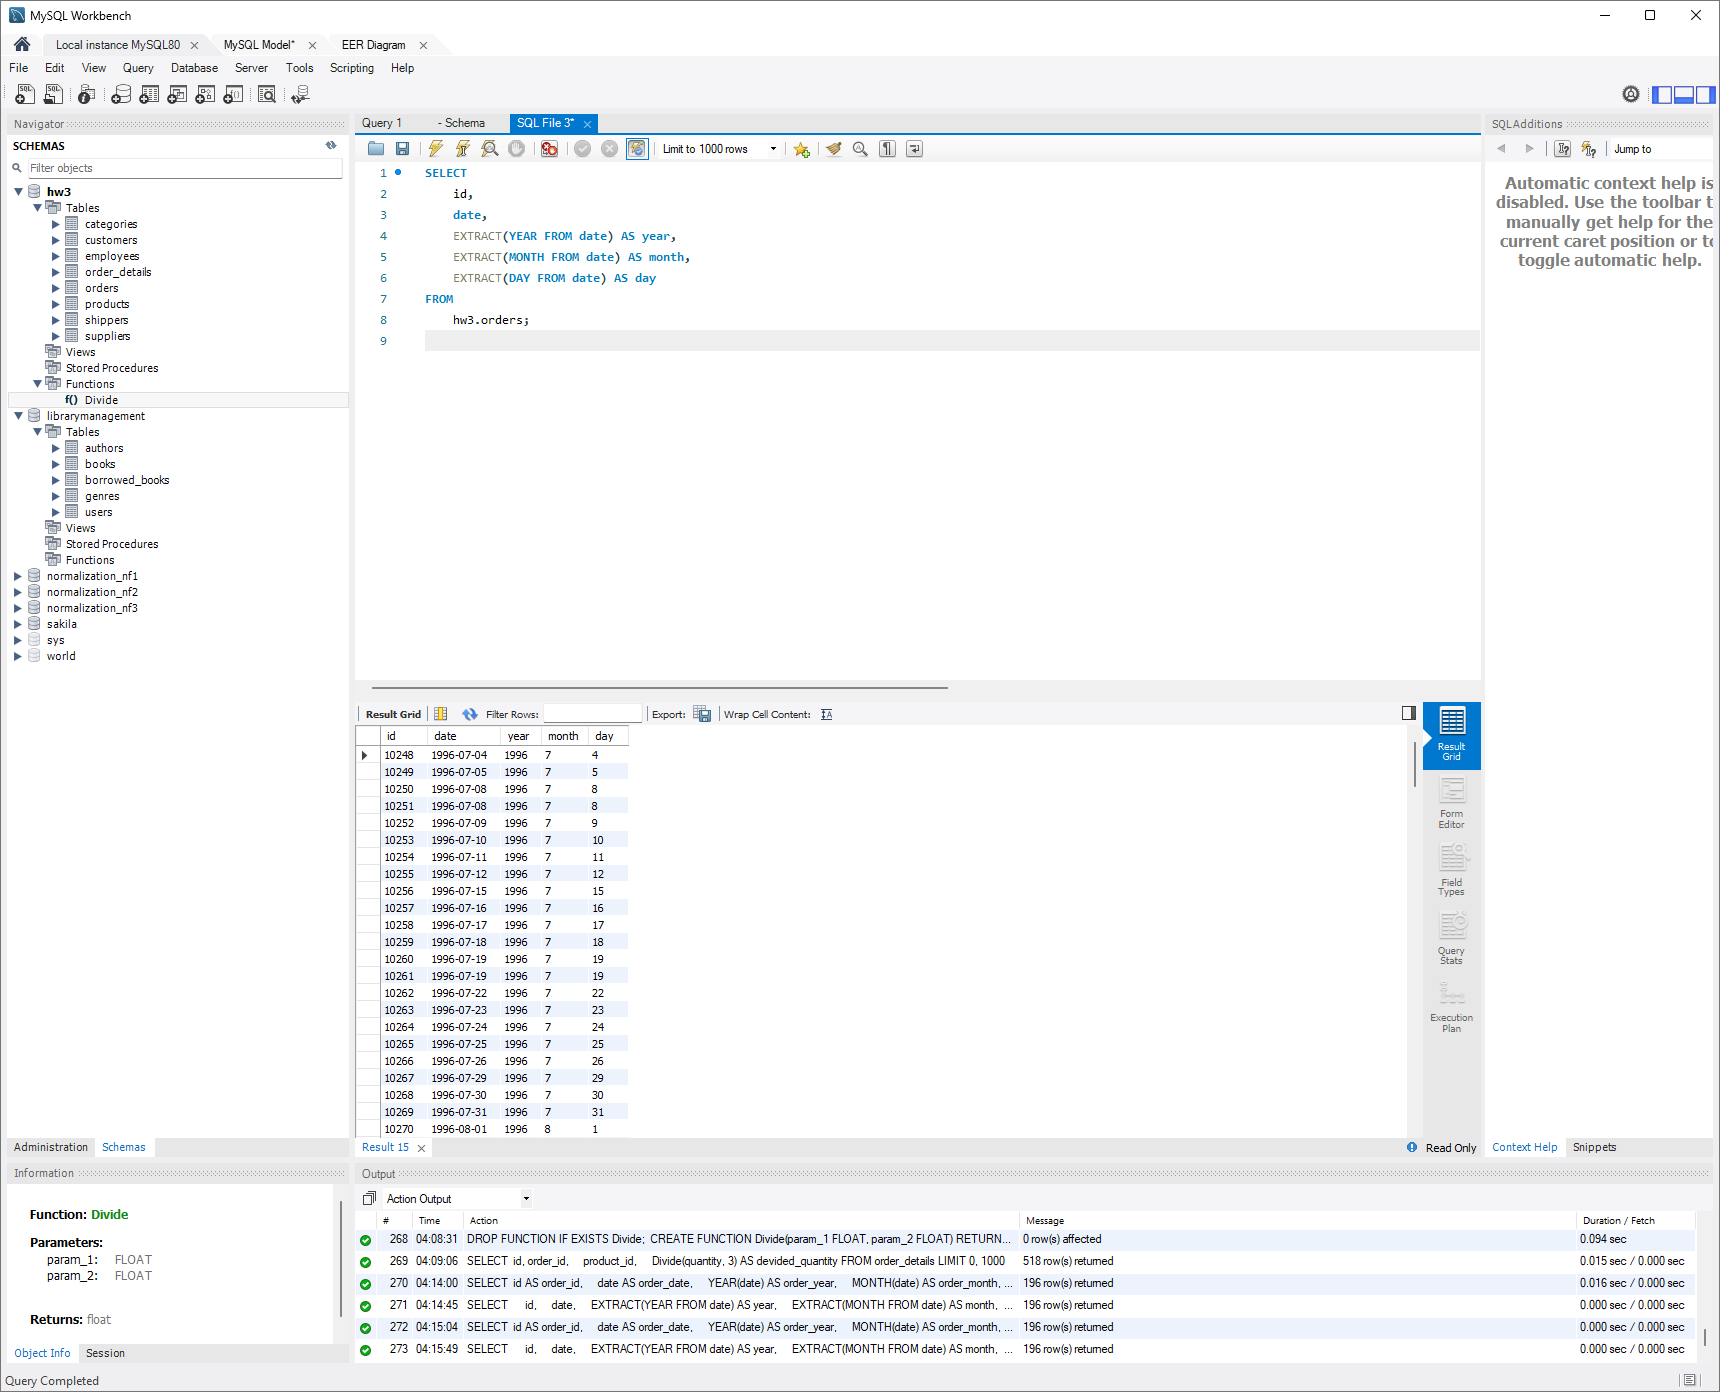 MySQL Workbench
Local instance MySQL80
MySQL Model*
EER Diagram
File Edit View Query Database Server Tools Scripting Help
Navigator
SCHEMAS
Filter objects
hw3
Tables
categories
customers
employees
order_details
orders
products
shippers
suppliers
Views
Stored Procedures
Functions
f() Divide
librarymanagement
Tables
authors
books
borrowed_books
genres
users
Views
Stored Procedures
Functions
normalization_nf1
normalization_nf2
normalization_nf3
sakila
sys
world
Administration Schemas
Information
Function: Divide
Parameters:
param_1: FLOAT
param_2: FLOAT
Returns: float
Object Info Session
Query Completed
Query 1 - Schema SQL File 3*
Limit to 1000 rows
1 SELECT
2 id,
3 date,
4 EXTRACT(YEAR FROM date) AS year,
5 EXTRACT(MONTH FROM date) AS month,
6 EXTRACT(DAY FROM date) AS day
7 FROM
8 hw3.orders;
9
Result Grid Filter Rows: Export: Wrap Cell Content:
id date year month day
10248 1996-07-04 1996 7 4
10249 1996-07-05 1996 7 5
10250 1996-07-08 1996 7 8
10251 1996-07-08 1996 7 8
10252 1996-07-09 1996 7 9
10253 1996-07-10 1996 7 10
10254 1996-07-11 1996 7 11
10255 1996-07-12 1996 7 12
10256 1996-07-15 1996 7 15
10257 1996-07-16 1996 7 16
10258 1996-07-17 1996 7 17
10259 1996-07-18 1996 7 18
10260 1996-07-19 1996 7 19
10261 1996-07-19 1996 7 19
10262 1996-07-22 1996 7 22
10263 1996-07-23 1996 7 23
10264 1996-07-24 1996 7 24
10265 1996-07-25 1996 7 25
10266 1996-07-26 1996 7 26
10267 1996-07-29 1996 7 29
10268 1996-07-30 1996 7 30
10269 1996-07-31 1996 7 31
10270 1996-08-01 1996 8 1
Result Grid
Form Editor
Field Types
Query Stats
Execution Plan
Result 15
Read Only
SQLAdditions
Jump to
Automatic context help is
disabled. Use the toolbar t
manually get help for the
current caret position or to
toggle automatic help.
Context Help Snippets
Output
Action Output
# Time Action Message Duration / Fetch
268 04:08:31 DROP FUNCTION IF EXISTS Divide; CREATE FUNCTION Divide(param_1 FLOAT, param_2 FLOAT) RETURN... 0 row(s) affected 0.094 sec
269 04:09:06 SELECT id, order_id, product_id, Divide(quantity, 3) AS devided_quantity FROM order_details LIMIT 0, 1000 518 row(s) returned 0.015 sec / 0.000 sec
270 04:14:00 SELECT id AS order_id, date AS order_date, YEAR(date) AS order_year, MONTH(date) AS order_month, ... 196 row(s) returned 0.016 sec / 0.000 sec
271 04:14:45 SELECT id, date, EXTRACT(YEAR FROM date) AS year, EXTRACT(MONTH FROM date) AS month, ... 196 row(s) returned 0.000 sec / 0.000 sec
272 04:15:04 SELECT id AS order_id, date AS order_date, YEAR(date) AS order_year, MONTH(date) AS order_month, ... 196 row(s) returned 0.000 sec / 0.000 sec
273 04:15:49 SELECT id, date, EXTRACT(YEAR FROM date) AS year, EXTRACT(MONTH FROM date) AS month, ... 196 row(s) returned 0.000 sec / 0.000 sec